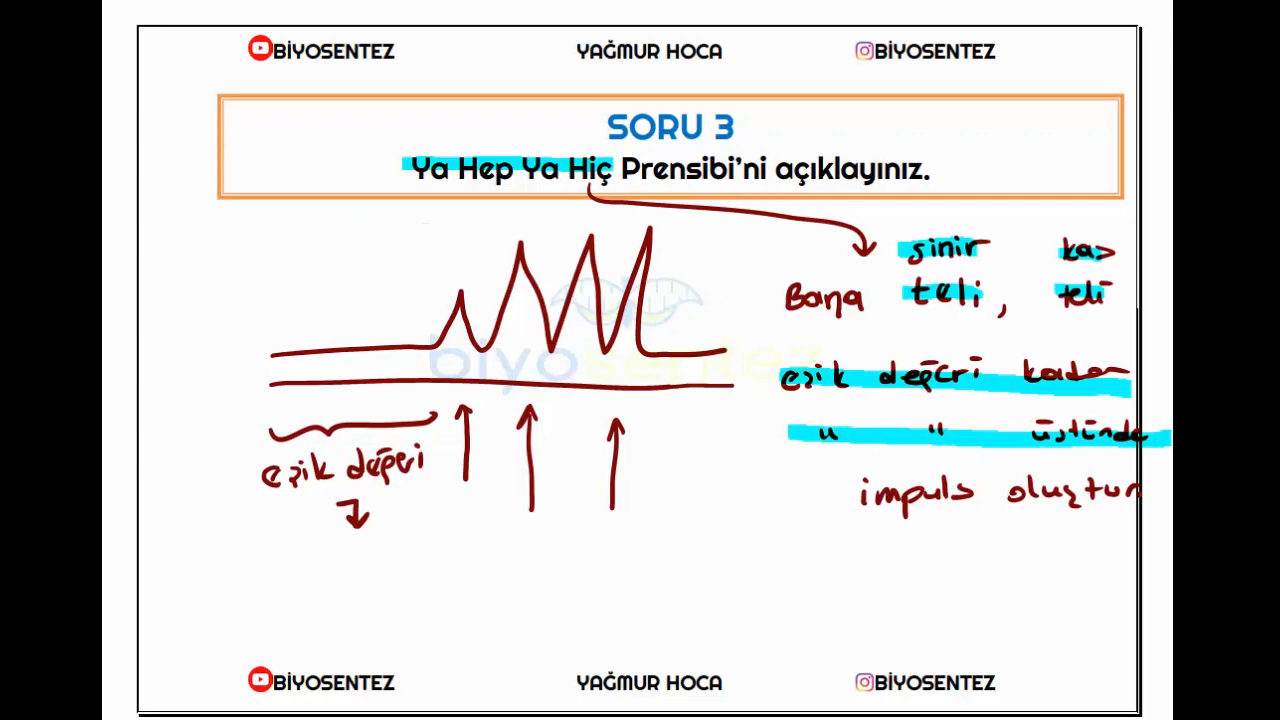 BİYOSENTEZ YAĞMUR HOCA BİYOSENTEZ
SORU 3
Ya Hep Ya Hiç Prensibi'ni açıklayınız.
sinir kas
Bana teli, teli
eşik değeri kadar
" " üstünde
impuls oluştur
eşik değeri
biyosentez
BİYOSENTEZ YAĞMUR HOCA BİYOSENTEZ